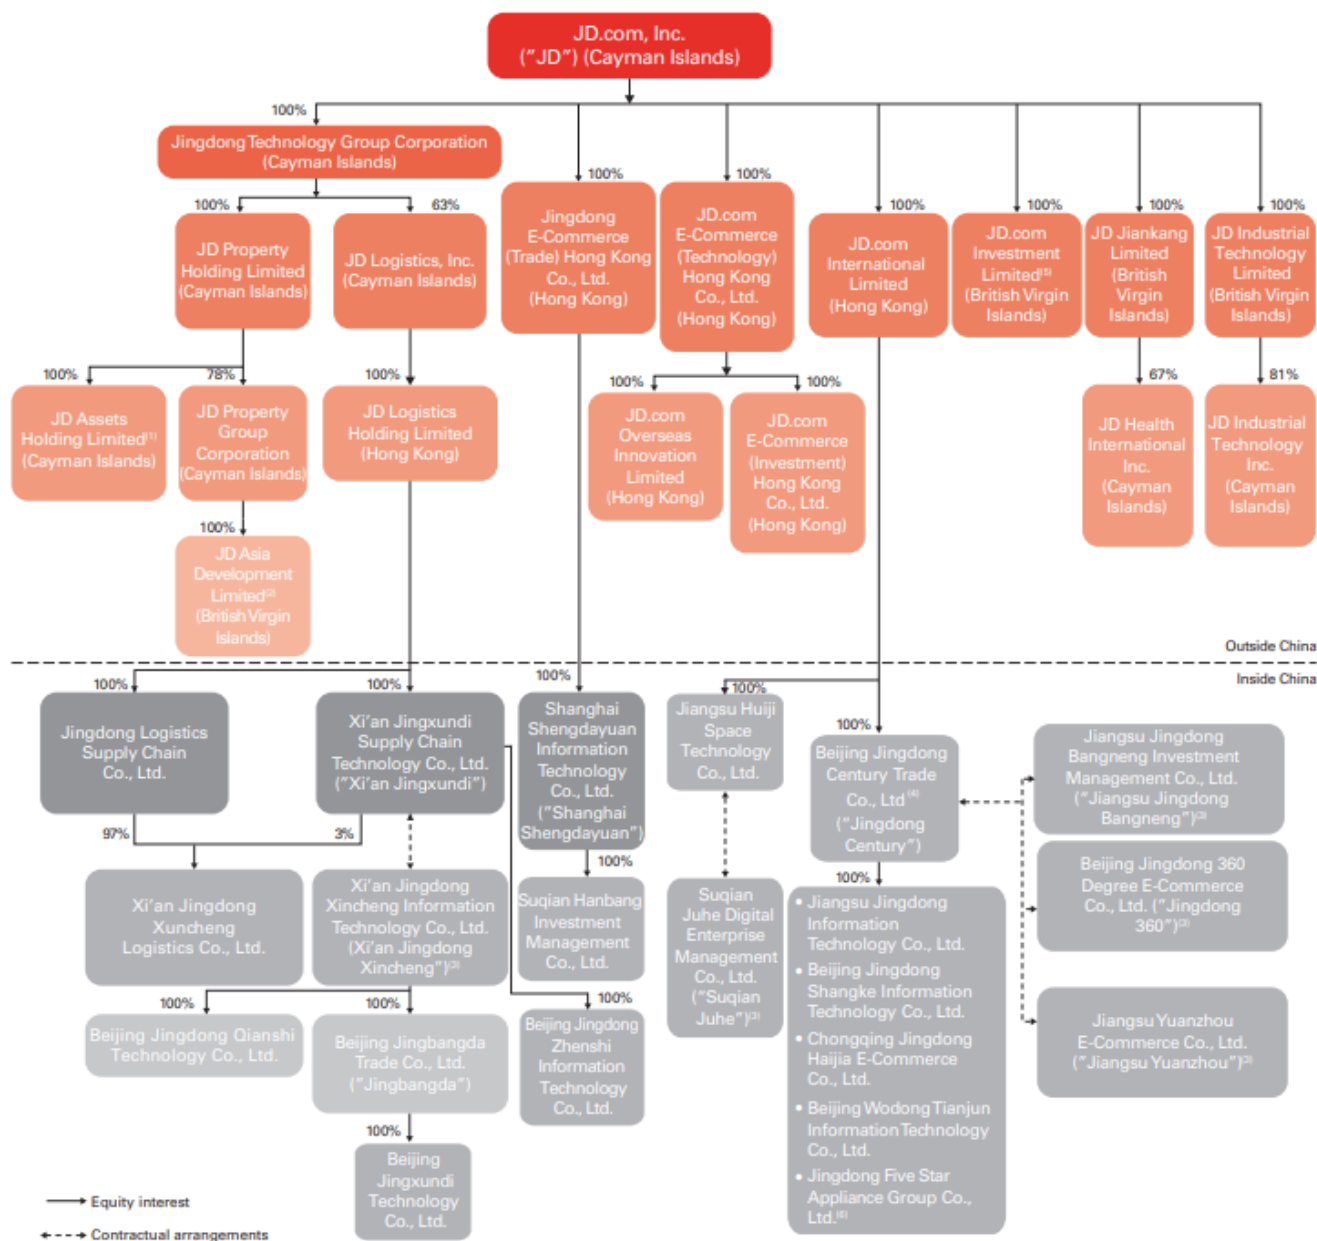 JD.com, Inc.
("JD") (Cayman Islands)
100%
Jingdong Technology Group Corporation
(Cayman Islands)
100%
63%
100%
100%
100%
100%
100%
100%
JD Property
Holding Limited
(Cayman Islands)
JD Logistics, Inc.
(Cayman Islands)
Jingdong
E-Commerce
(Trade) Hong Kong
Co., Ltd.
(Hong Kong)
JD.com
E-Commerce
(Technology)
Hong Kong
Co., Ltd.
(Hong Kong)
JD.com
International
Limited
(Hong Kong)
JD.com
Investment
Limited(5)
(British Virgin
Islands)
JD Jiankang
Limited
(British
Virgin
Islands)
JD Industrial
Technology
Limited
(British Virgin
Islands)
100%
78%
100%
100%
100%
67%
81%
JD Assets
Holding Limited(1)
(Cayman Islands)
JD Property
Group
Corporation
(Cayman Islands)
JD Logistics
Holding Limited
(Hong Kong)
JD.com
Overseas
Innovation
Limited
(Hong Kong)
JD.com
E-Commerce
(Investment)
Hong Kong
Co., Ltd.
(Hong Kong)
JD Health
International
Inc.
(Cayman
Islands)
JD Industrial
Technology
Inc.
(Cayman
Islands)
100%
JD Asia
Development
Limited(2)
(British Virgin
Islands)
Outside China
Inside China
100%
100%
100%
100%
100%
Jingdong Logistics
Supply Chain
Co., Ltd.
Xi'an Jingxundi
Supply Chain
Technology Co., Ltd.
("Xi'an Jingxundi")
Shanghai
Shengdayuan
Information
Technology
Co., Ltd.
("Shanghai
Shengdayuan")
Jiangsu Huiji
Space
Technology
Co., Ltd.
Beijing Jingdong
Century Trade
Co., Ltd(4)
("Jingdong
Century")
Jiangsu Jingdong
Bangneng Investment
Management Co., Ltd.
("Jiangsu Jingdong
Bangneng")(3)
97%
3%
100%
100%
Xi'an Jingdong
Xuncheng
Logistics Co., Ltd.
Xi'an Jingdong
Xincheng Information
Technology Co., Ltd.
(Xi'an Jingdong
Xincheng")(3)
Suqian Hanbang
Investment
Management
Co., Ltd.
Suqian
Juhe Digital
Enterprise
Management
Co., Ltd.
("Suqian
Juhe")(3)
• Jiangsu Jingdong
Information
Technology Co., Ltd.
• Beijing Jingdong
Shangke Information
Technology Co., Ltd.
• Chongqing Jingdong
Haijia E-Commerce
Co., Ltd.
• Beijing Wodong Tianjun
Information Technology
Co., Ltd.
• Jingdong Five Star
Appliance Group Co.,
Ltd.(6)
Beijing Jingdong 360
Degree E-Commerce
Co., Ltd. ("Jingdong
360")(3)
Jiangsu Yuanzhou
E-Commerce Co., Ltd.
("Jiangsu Yuanzhou")(3)
100%
100%
100%
Beijing Jingdong Qianshi
Technology Co., Ltd.
Beijing Jingbangda
Trade Co., Ltd.
("Jingbangda")
Beijing Jingdong
Zhenshi
Information
Technology
Co., Ltd.
100%
Beijing
Jingxundi
Technology
Co., Ltd.
Equity interest
Contractual arrangements